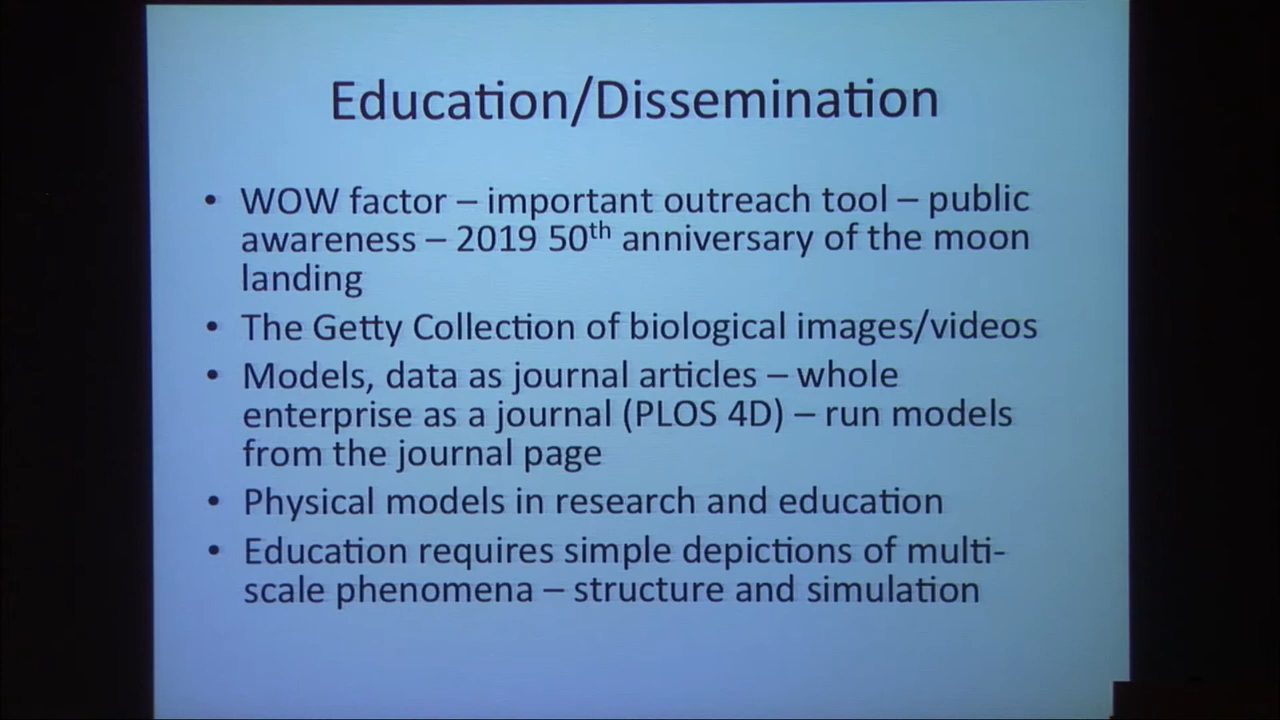 Education/Dissemination
• WOW factor – important outreach tool – public
awareness – 2019 50th anniversary of the moon
landing
• The Getty Collection of biological images/videos
• Models, data as journal articles – whole
enterprise as a journal (PLOS 4D) – run models
from the journal page
• Physical models in research and education
• Education requires simple depictions of multi-
scale phenomena – structure and simulation